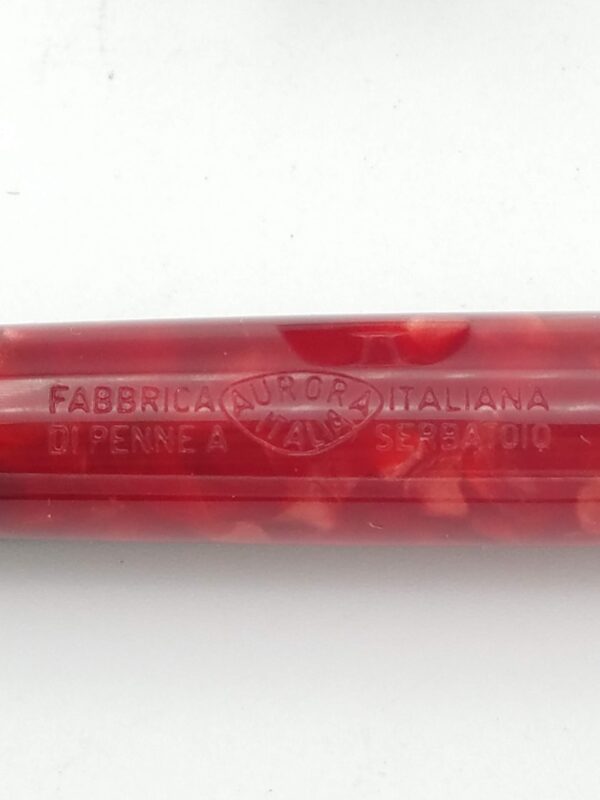 FABBRICA AURORA ITALIANA
DI PENNE A ITALIA SERBATOIO